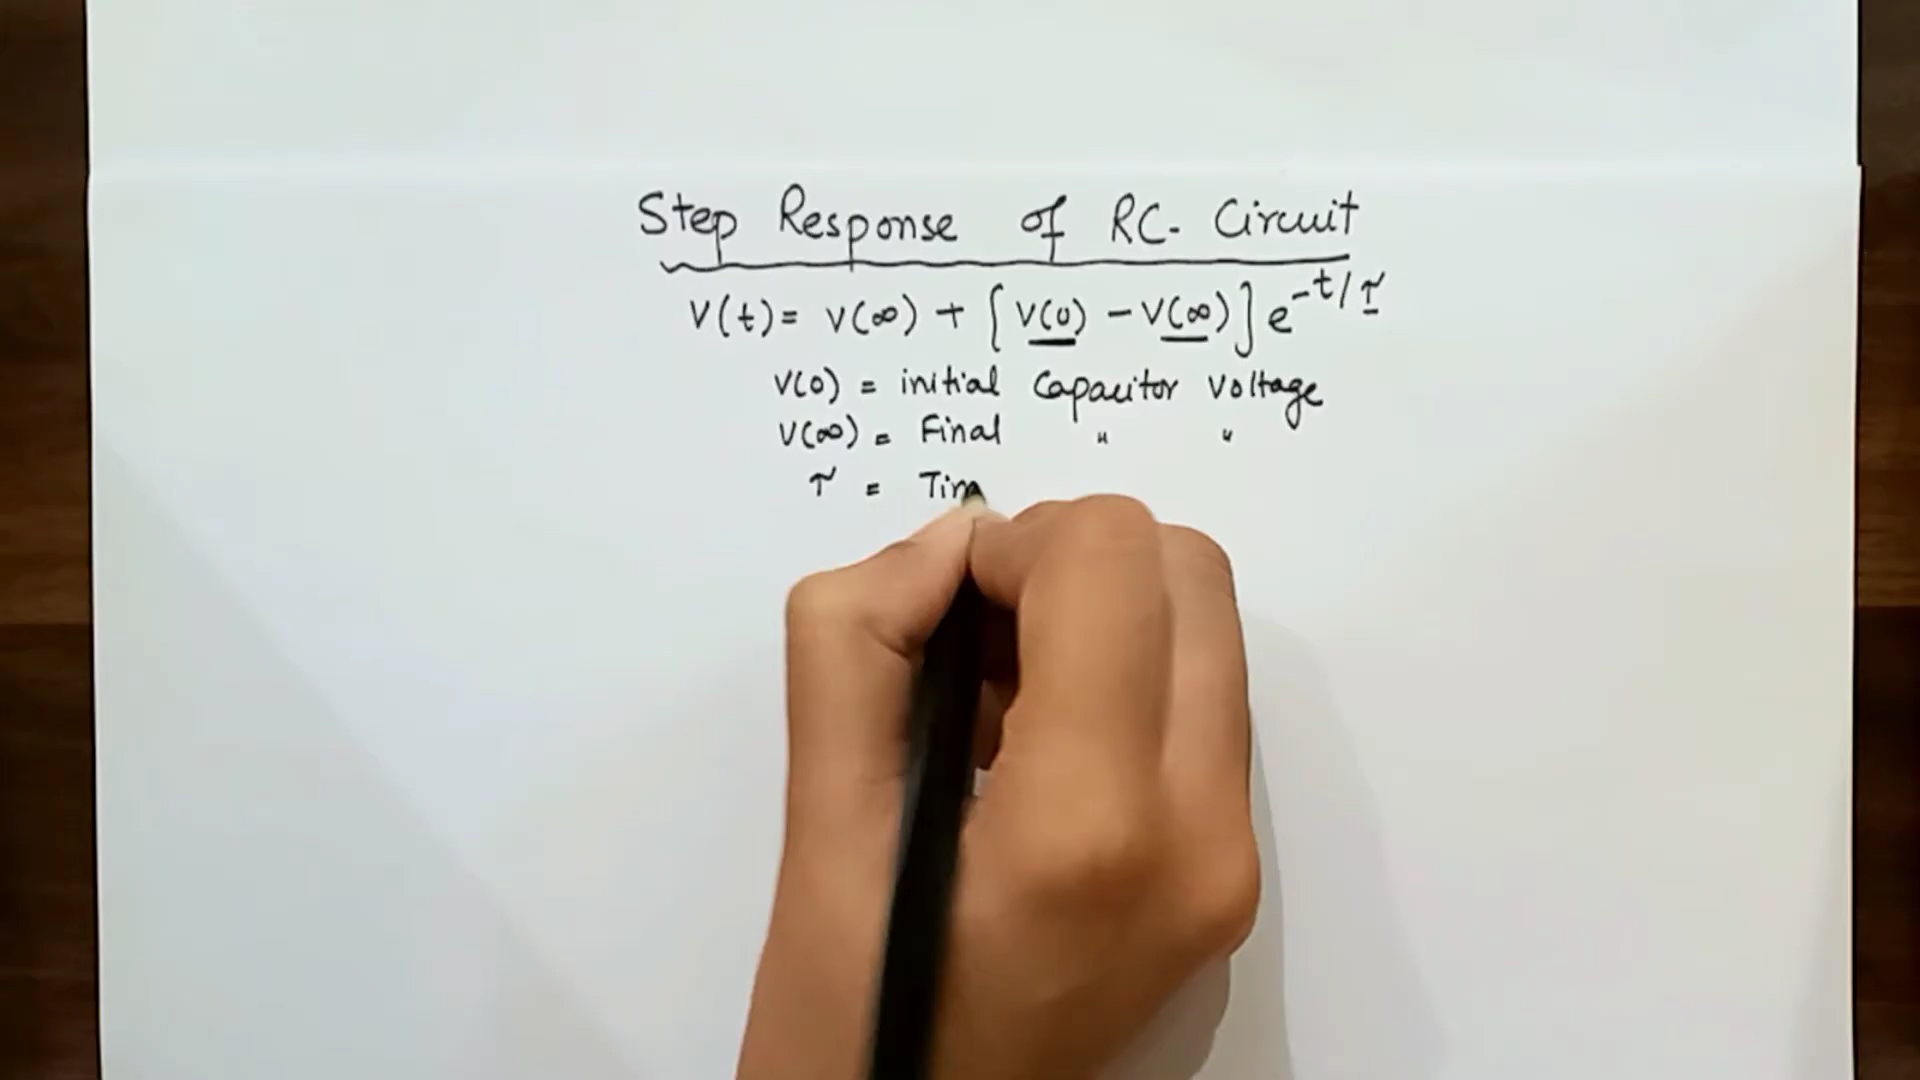 Step Response of RC- Circuit
V(t)= V(∞) + [V(0) - V(∞)] e^-t/τ
V(0) = initial Capacitor Voltage
V(∞) = Final " "
τ = Tim